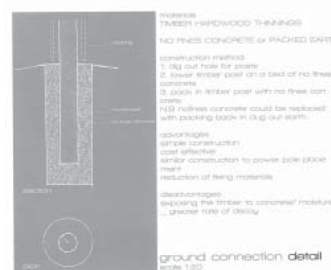 materials
TIMBER HARDWOOD THINNINGS
NO FINES CONCRETE or PACKED EARTH
construction method
1. dig out hole for posts
2. lower timber post on a bed of no fines
concrete
3. pack in timber post with no fines con-
crete
N.B nofines concrete could be replaced
with packing back in dug out earth.
advantages
simple construction
cost effective
similar construction to power pole place
ment
reduction of fixing materials
disadvantages
exposing the timber to concretes' moisture
_ greater rate of decay
section
plan
ground connection detail
scale 1:20